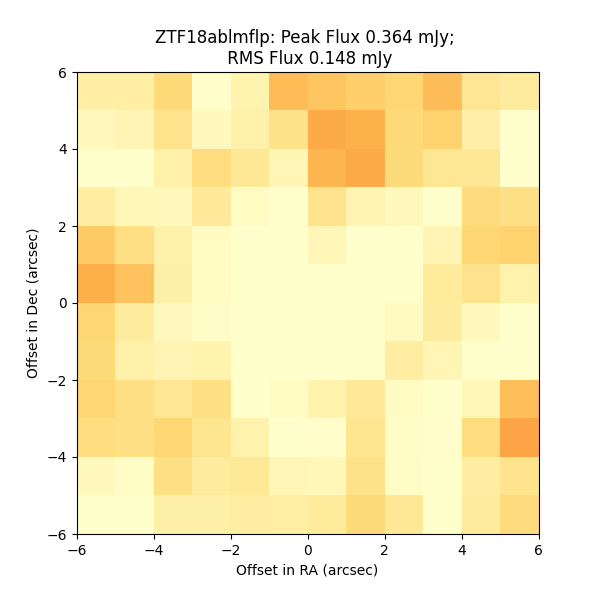 ZTF18ablmflp: Peak Flux 0.364 mJy;
RMS Flux 0.148 mJy
6
4
2
0
−2
−4
−6
Offset in Dec (arcsec)
−6 −4 −2 0 2 4 6
Offset in RA (arcsec)